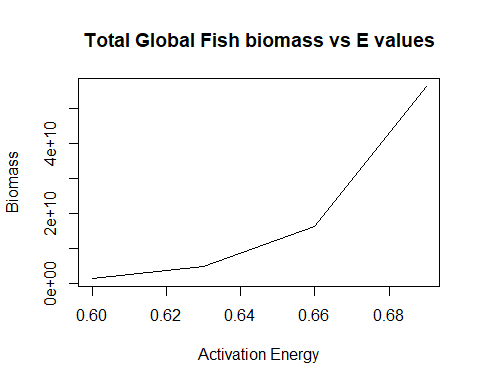 Total Global Fish biomass vs E values
Biomass
4e+10
2e+10
0e+00
0.60 0.62 0.64 0.66 0.68
Activation Energy